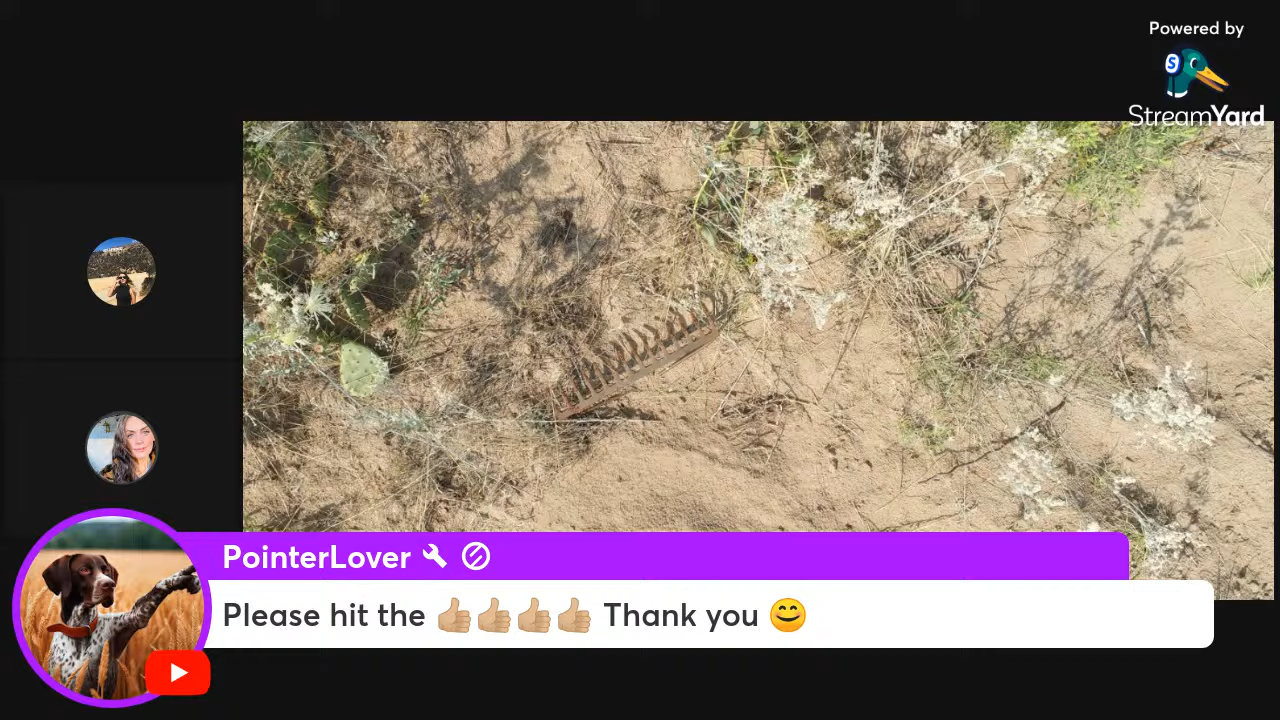 Powered by
StreamYard
PointerLover
Please hit the 👍🏼👍🏼👍🏼👍🏼 Thank you 😊